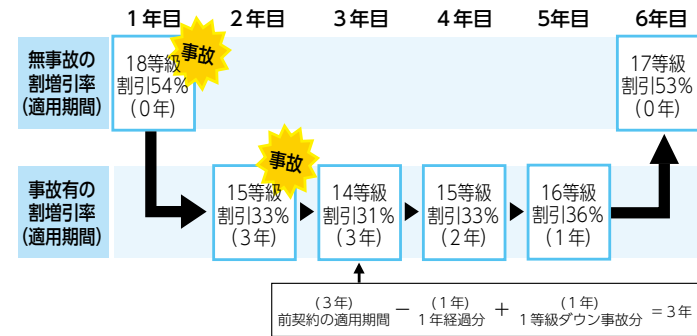 1年目 2年目 3年目 4年目 5年目 6年目
無事故の
割増引率
(適用期間)
18等級
割引54%
(0年)
事故
17等級
割引53%
(0年)
事故有の
割増引率
(適用期間)
15等級
割引33%
(3年)
事故
14等級
割引31%
(3年)
15等級
割引33%
(2年)
16等級
割引36%
(1年)
(3年) (1年) (1年)
前契約の適用期間 － 1年経過分 ＋ 1等級ダウン事故分 ＝3年